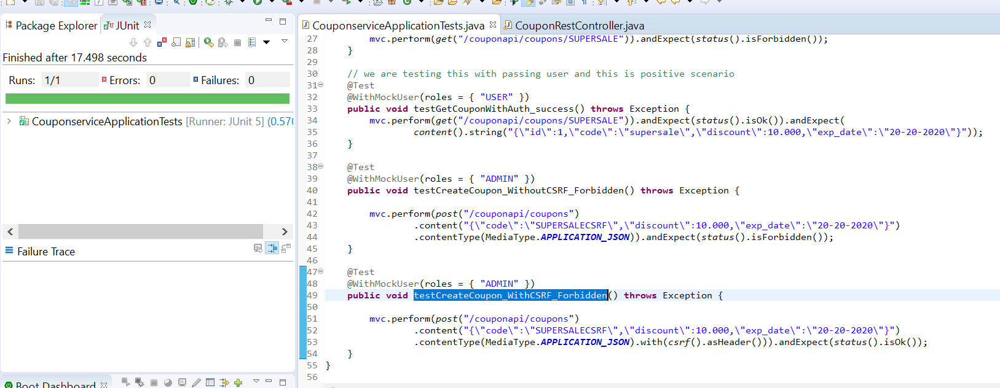 Package Explorer JUnit
Finished after 17.498 seconds
Runs: 1/1 Errors: 0 Failures: 0
CouponserviceApplicationTests [Runner: JUnit 5] (0.570
Failure Trace
Boot Dashboard
CouponserviceApplicationTests.java CouponRestController.java
27 mvc.perform(get("/couponapi/coupons/SUPERSALE")).andExpect(status().isForbidden());
28 }
29
30 // we are testing this with passing user and this is positive scenario
31 @Test
32 @WithMockUser(roles = { "USER" })
33 public void testGetCouponWithAuth_success() throws Exception {
34 mvc.perform(get("/couponapi/coupons/SUPERSALE")).andExpect(status().isOk()).andExpect(
35 content().string("{\"id\":1,\"code\":\"supersale\",\"discount\":10.000,\"exp_date\":\"20-20-2020\"}"));
36 }
37
38 @Test
39 @WithMockUser(roles = { "ADMIN" })
40 public void testCreateCoupon_WithoutCSRF_Forbidden() throws Exception {
41
42 mvc.perform(post("/couponapi/coupons")
43 .content("{\"code\":\"SUPERSALECSRF\",\"discount\":10.000,\"exp_date\":\"20-20-2020\"}")
44 .contentType(MediaType.APPLICATION_JSON)).andExpect(status().isForbidden());
45 }
46
47 @Test
48 @WithMockUser(roles = { "ADMIN" })
49 public void testCreateCoupon_WithCSRF_Forbidden() throws Exception {
50
51 mvc.perform(post("/couponapi/coupons")
52 .content("{\"code\":\"SUPERSALECSRF\",\"discount\":10.000,\"exp_date\":\"20-20-2020\"}")
53 .contentType(MediaType.APPLICATION_JSON).with(csrf().asHeader())).andExpect(status().isOk());
54 }
55 }
56